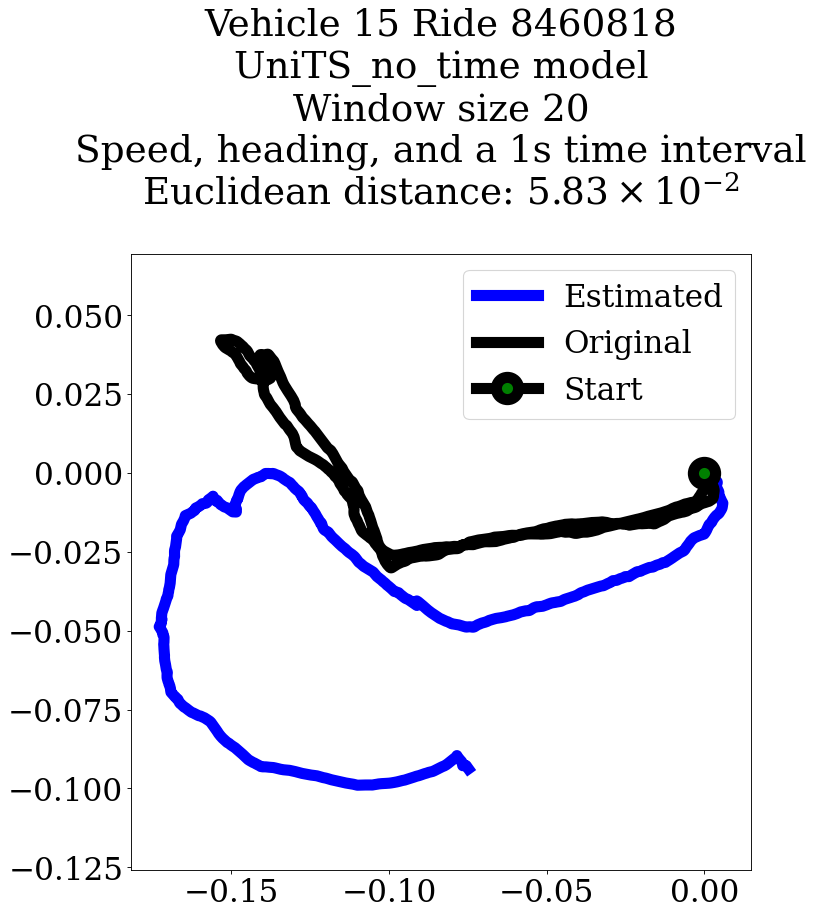 Vehicle 15 Ride 8460818
UniTS_no_time model
Window size 20
Speed, heading, and a 1s time interval
Euclidean distance: 5.83 × 10⁻²
Estimated
Original
Start
0.050
0.025
0.000
−0.025
−0.050
−0.075
−0.100
−0.125
−0.15
−0.10
−0.05
0.00